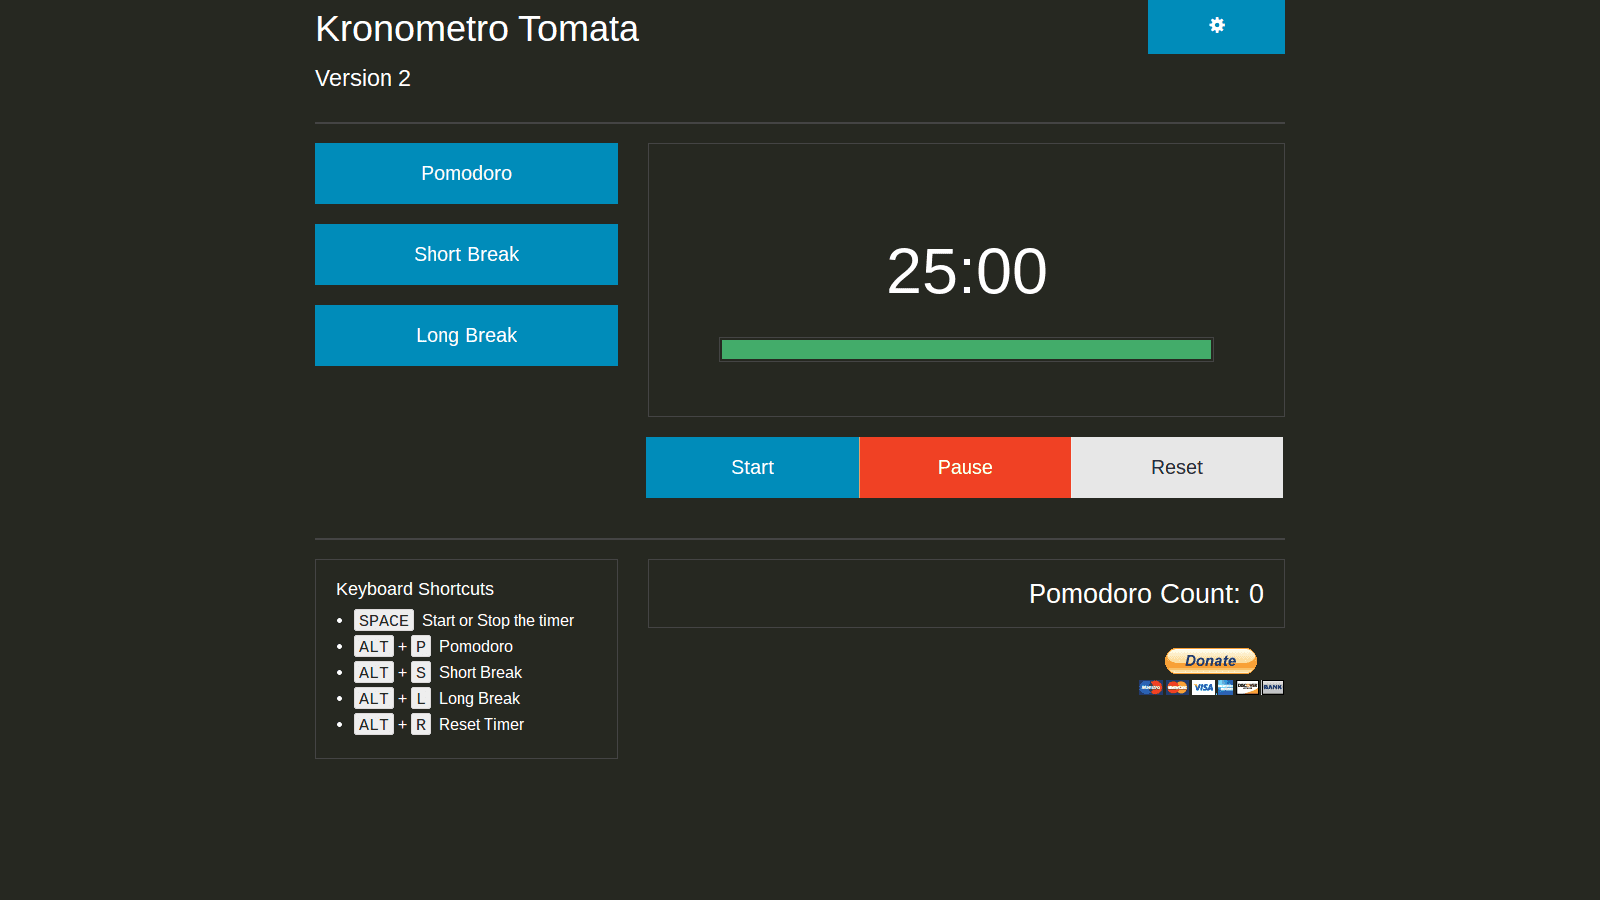 Kronometro Tomata
Version 2
Pomodoro
Short Break
Long Break
25:00
Start
Pause
Reset
Keyboard Shortcuts
• SPACE Start or Stop the timer
• ALT + P Pomodoro
• ALT + S Short Break
• ALT + L Long Break
• ALT + R Reset Timer
Pomodoro Count: 0
Donate
VISA
BANK